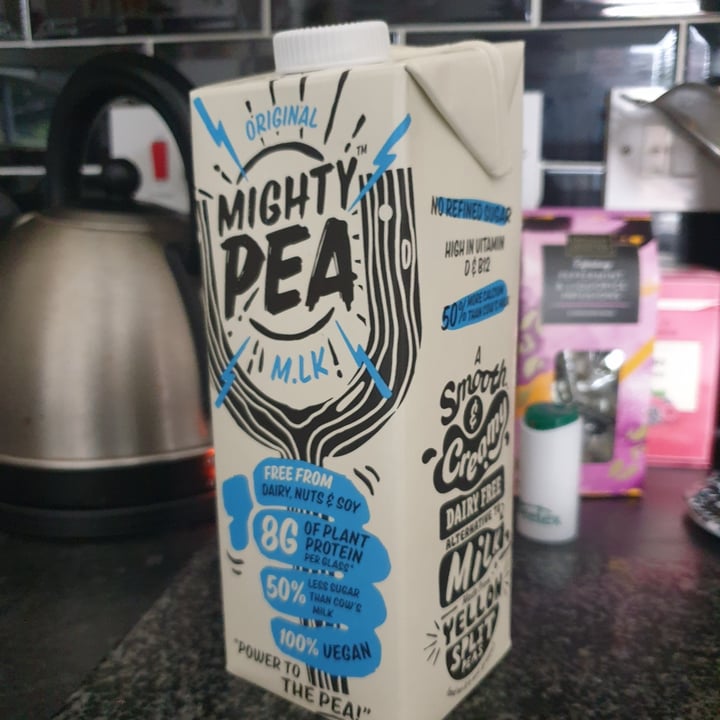 ORIGINAL
MIGHTY™
PEA
M.LK!
FREE FROM
DAIRY, NUTS & SOY
8G OF PLANT
PROTEIN
PER GLASS*
50% LESS SUGAR
THAN COW'S
MILK
100% VEGAN
"POWER TO
THE PEA!"
NO REFINED SUGAR
HIGH IN VITAMIN
D & B12
50% MORE CALCIUM
THAN COW'S MILK
A
Smooth
&
Creamy
DAIRY FREE
ALTERNATIVE TO
MiLK
YELLOW
SPLIT
PEAS
PEPPERMINT
& LIQUORICE